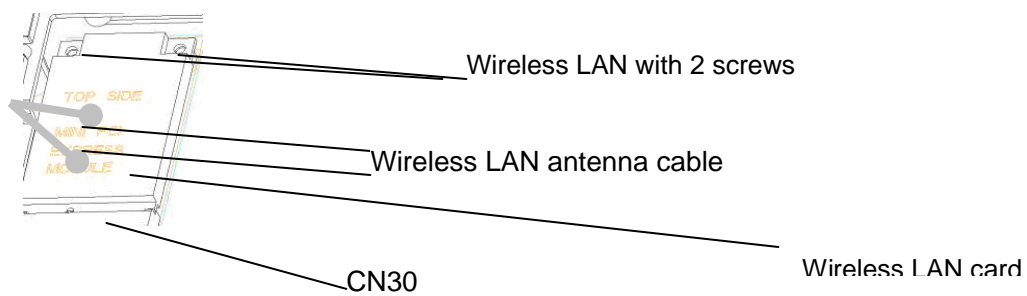 Wireless LAN with 2 screws
TOP SIDE
MINI PCI
EXPRESS
MODULE
Wireless LAN antenna cable
Wireless LAN card
CN30